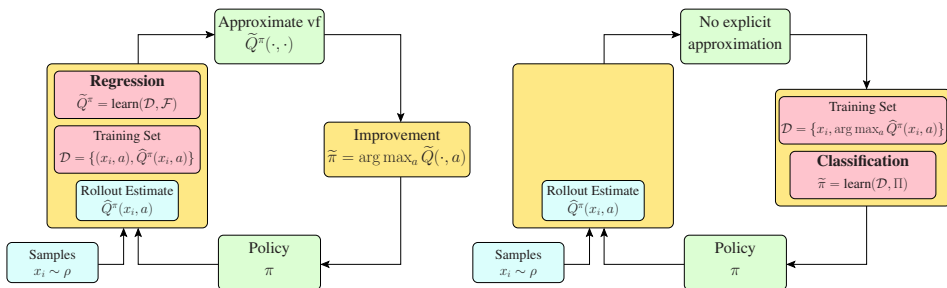 Approximate vf
Q̃^π(·, ·)
Regression
Q̃^π = learn(𝒟, ℱ)
Training Set
𝒟 = {(x_i, a), Q̂^π(x_i, a)}
Rollout Estimate
Q̂^π(x_i, a)
Improvement
π̃ = arg max_a Q̃(·, a)
Samples
x_i ∼ ρ
Policy
π
No explicit
approximation
Training Set
𝒟 = {x_i, arg max_a Q̂^π(x_i, a)}
Classification
π̃ = learn(𝒟, Π)
Rollout Estimate
Q̂^π(x_i, a)
Samples
x_i ∼ ρ
Policy
π